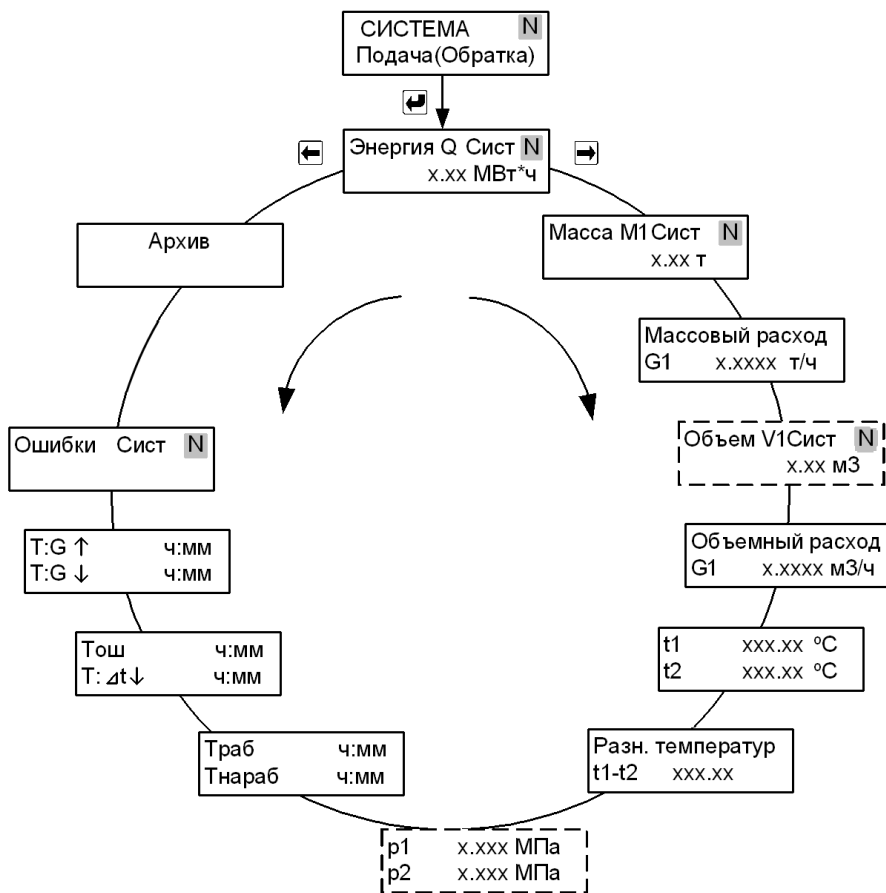 СИСТЕМА N
Подача(Обратка)
Энергия Q Сист N
x.xx МВт*ч
Архив
Масса М1Сист N
x.xx т
Массовый расход
G1 x.xxxx т/ч
Ошибки Сист N
Объем V1Сист N
x.xx м3
T:G ↑ ч:мм
T:G ↓ ч:мм
Объемный расход
G1 x.xxxx м3/ч
Тош ч:мм
T: ⊿t↓ ч:мм
t1 xxx.xx ºC
t2 xxx.xx ºC
Траб ч:мм
Тнараб ч:мм
Разн. температур
t1-t2 xxx.xx
p1 x.xxx МПа
p2 x.xxx МПа